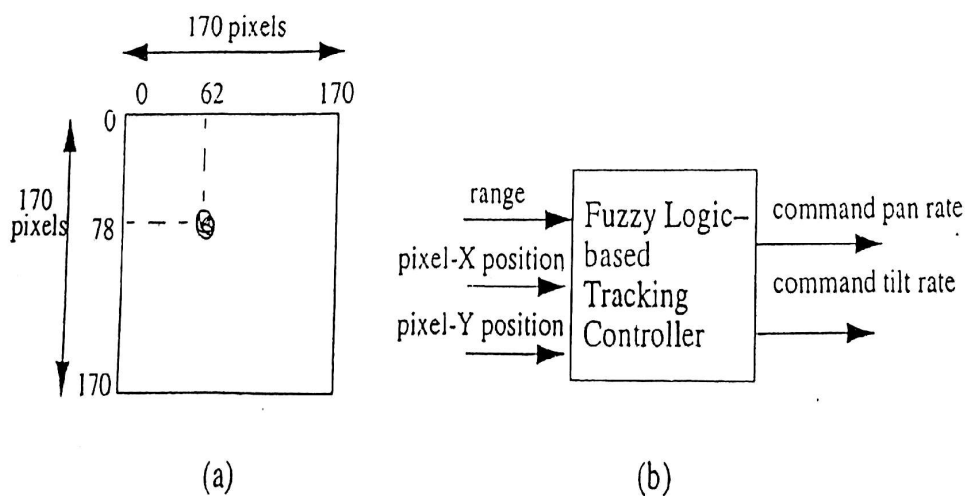 170 pixels
0 62 170
0
170
pixels
78
170
(a)
range
pixel-X position
pixel-Y position
Fuzzy Logic-
based
Tracking
Controller
command pan rate
command tilt rate
(b)